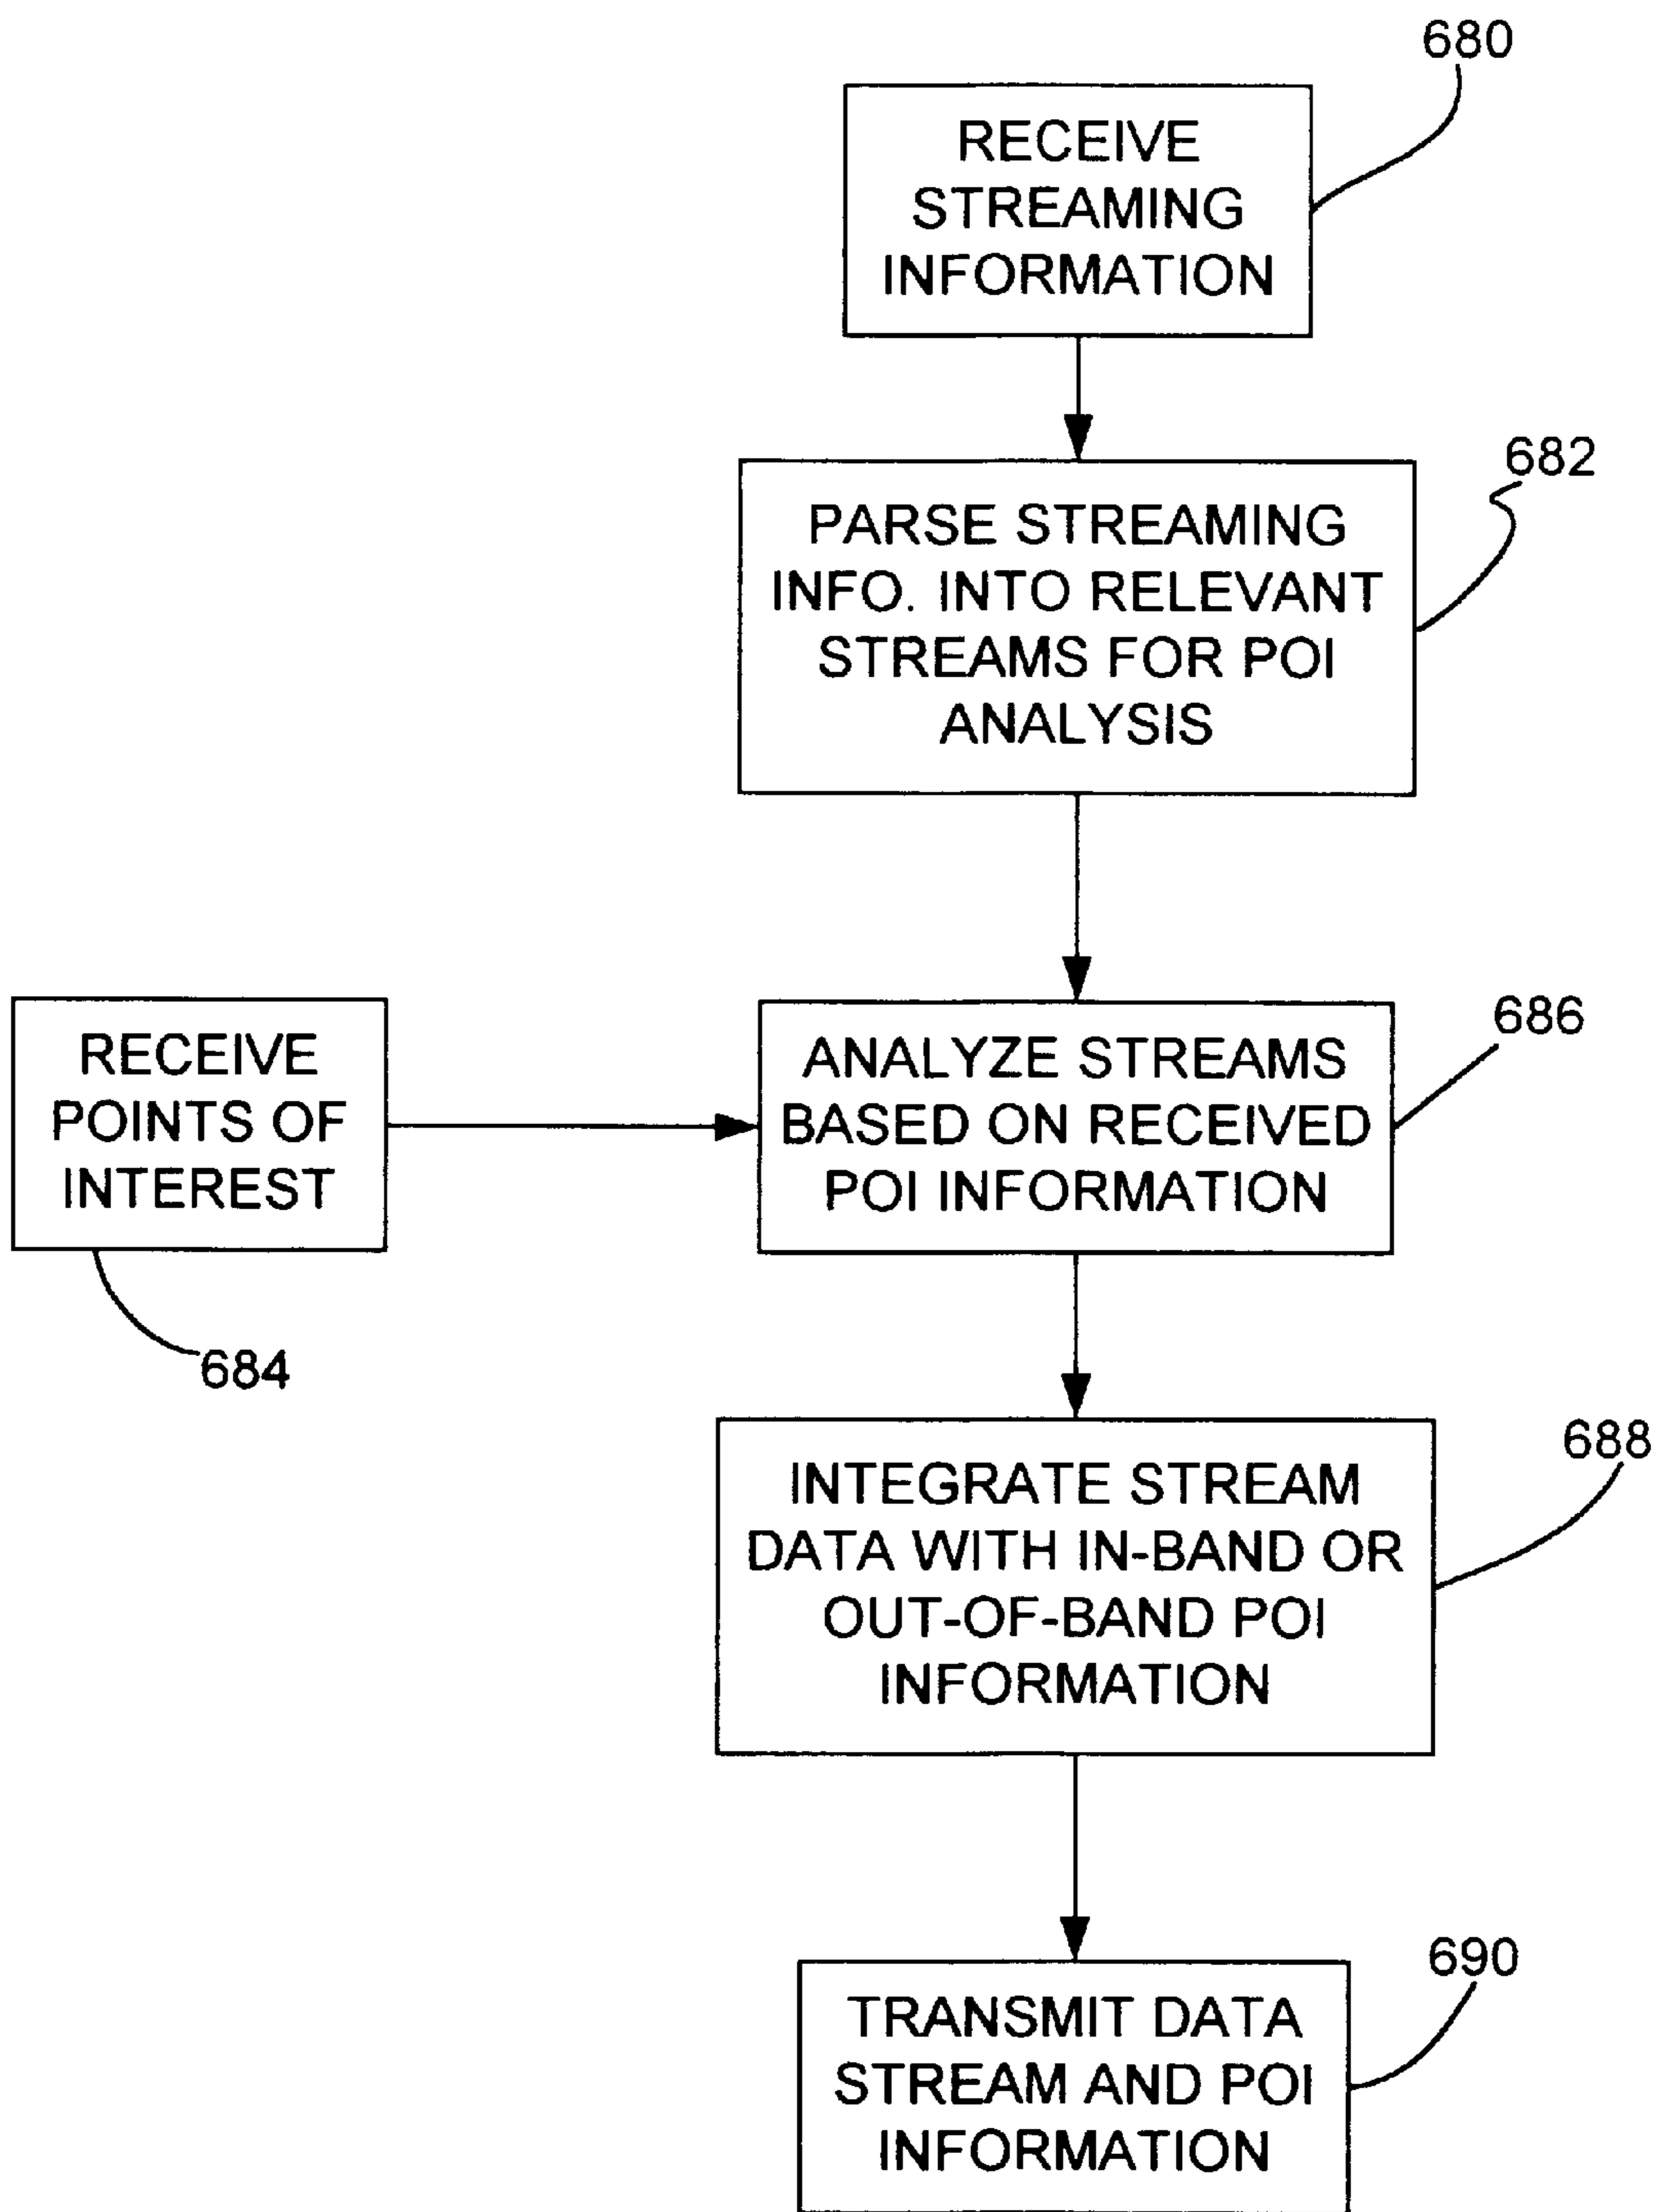 680
RECEIVE
STREAMING
INFORMATION
682
PARSE STREAMING
INFO. INTO RELEVANT
STREAMS FOR POI
ANALYSIS
684
RECEIVE
POINTS OF
INTEREST
686
ANALYZE STREAMS
BASED ON RECEIVED
POI INFORMATION
688
INTEGRATE STREAM
DATA WITH IN-BAND OR
OUT-OF-BAND POI
INFORMATION
690
TRANSMIT DATA
STREAM AND POI
INFORMATION